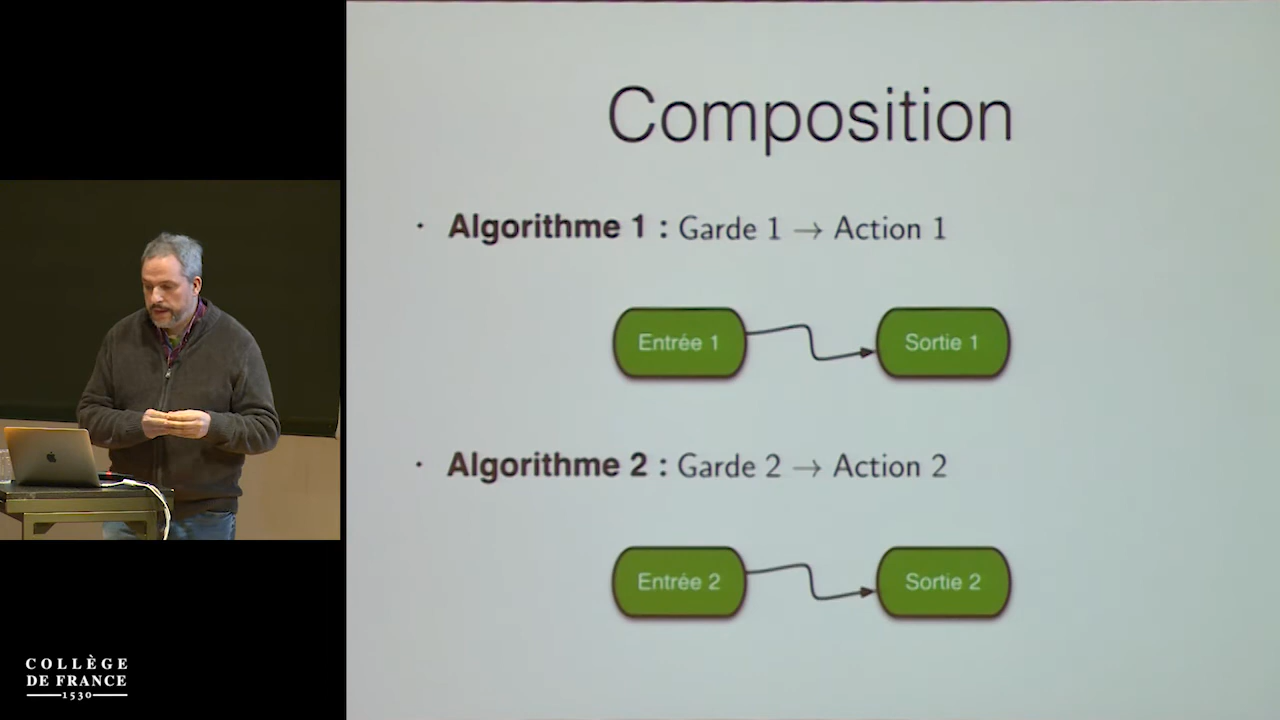 Composition
· Algorithme 1 : Garde 1 → Action 1
Entrée 1
Sortie 1
· Algorithme 2 : Garde 2 → Action 2
Entrée 2
Sortie 2
COLLÈGE
DE FRANCE
1530